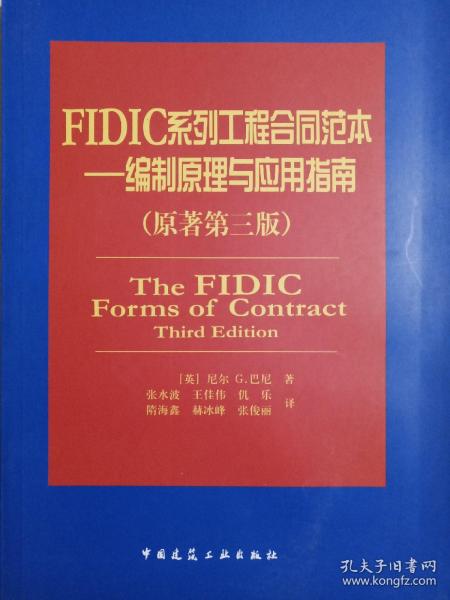 FIDIC系列工程合同范本
——编制原理与应用指南
(原著第三版)
The FIDIC
Forms of Contract
Third Edition
[英] 尼尔 G.巴尼 著
张水波 王佳伟 仉乐
隋海鑫 赫冰峰 张俊丽 译
中国建筑工业出版社
孔夫子旧书网
www.kongfz.com